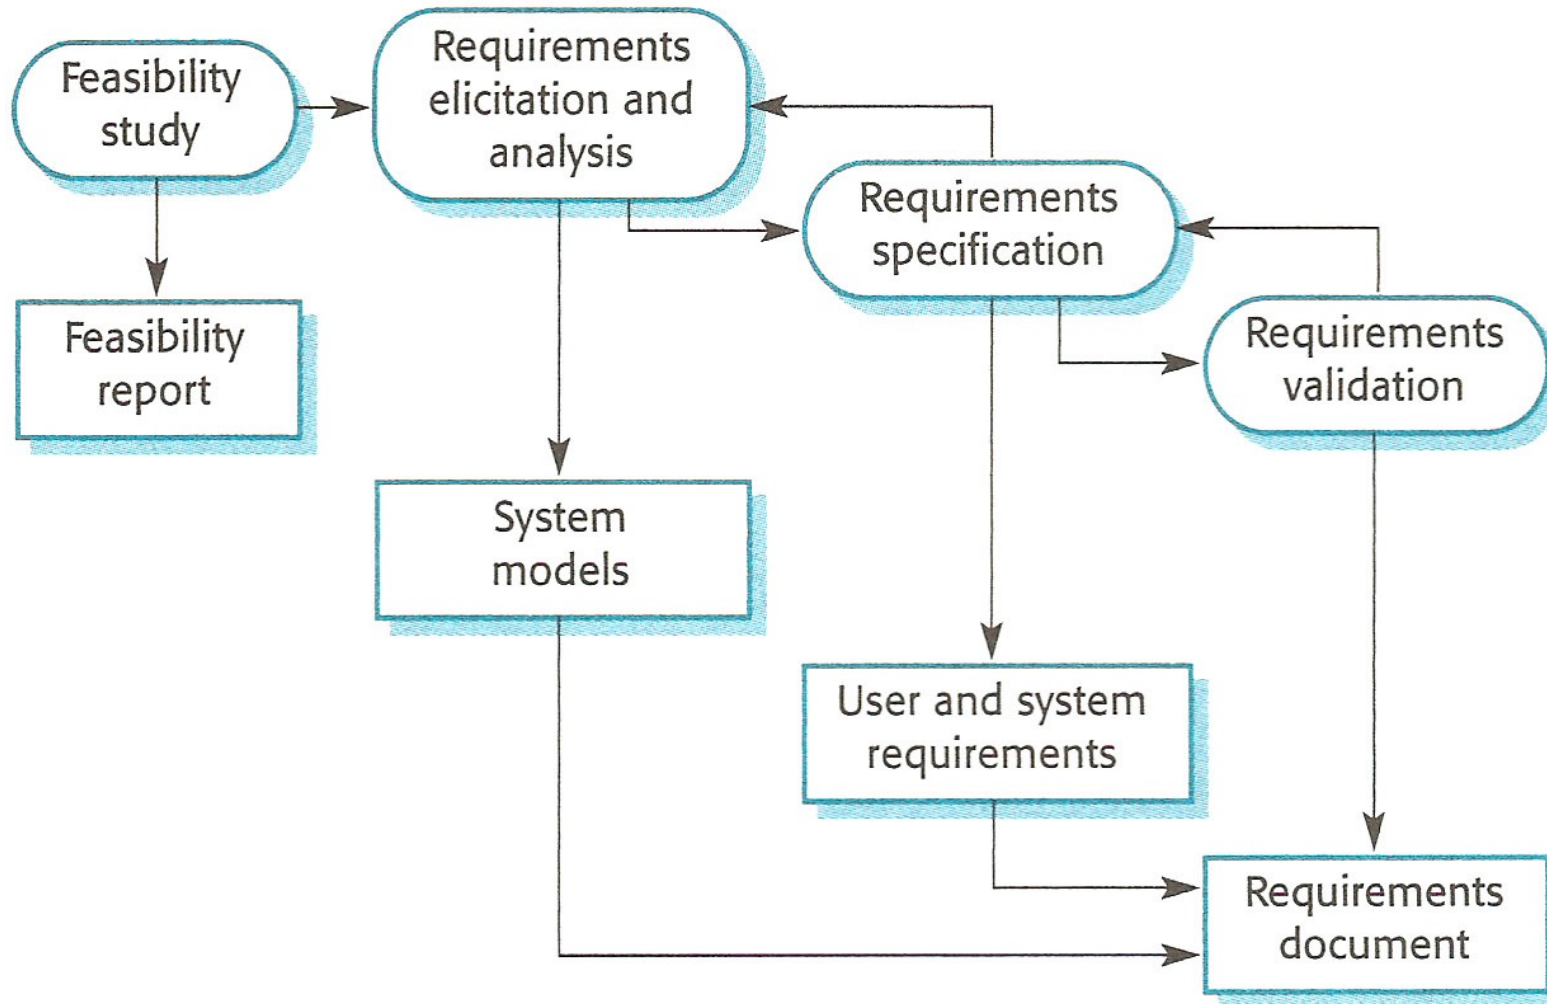 Feasibility
study
Requirements
elicitation and
analysis
Requirements
specification
Feasibility
report
Requirements
validation
System
models
User and system
requirements
Requirements
document